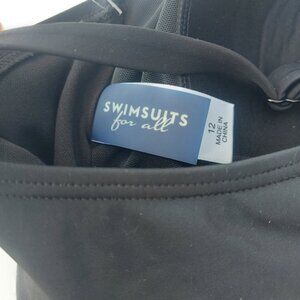 SWIMSUITS
for all
12
MADE IN
CHINA